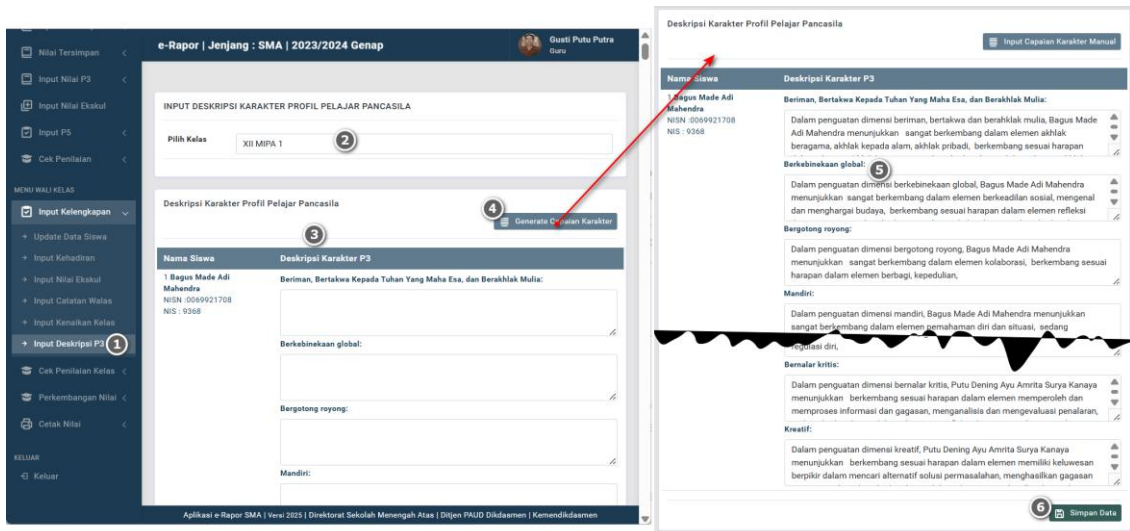 Nilai Tersimpan
Input Nilai P3
Input Nilai Ekskul
Input P5
Cek Penilaian
MENU WALI KELAS
Input Kelengkapan
Update Data Siswa
Input Kehadiran
Input Nilai Ekskul
Input Catatan Walas
Input Kenaikan Kelas
Input Deskripsi P3
1
Cek Penilaian Kelas
Perkembangan Nilai
Cetak Nilai
KELUAR
Keluar
e-Rapor | Jenjang : SMA | 2023/2024 Genap
Gusti Putu Putra
Guru
INPUT DESKRIPSI KARAKTER PROFIL PELAJAR PANCASILA
Pilih Kelas
XII MIPA 1
2
Deskripsi Karakter Profil Pelajar Pancasila
4
Generate Capaian Karakter
3
Nama Siswa
Deskripsi Karakter P3
1 Bagus Made Adi
Mahendra
NISN :0069921708
NIS : 9368
Beriman, Bertakwa Kepada Tuhan Yang Maha Esa, dan Berakhlak Mulia:
Berkebinekaan global:
Bergotong royong:
Mandiri:
Aplikasi e-Rapor SMA | Versi 2025 | Direktorat Sekolah Menengah Atas | Ditjen PAUD Dikdasmen | Kemendikdasmen
Deskripsi Karakter Profil Pelajar Pancasila
Input Capaian Karakter Manual
Nama Siswa
Deskripsi Karakter P3
1 Bagus Made Adi
Mahendra
NISN :0069921708
NIS : 9368
Beriman, Bertakwa Kepada Tuhan Yang Maha Esa, dan Berakhlak Mulia:
Dalam penguatan dimensi beriman, bertakwa dan berahklak mulia, Bagus Made
Adi Mahendra menunjukkan sangat berkembang dalam elemen akhlak
beragama, akhlak kepada alam, akhlak pribadi, berkembang sesuai harapan
Berkebinekaan global:
5
Dalam penguatan dimensi berkebinekaan global, Bagus Made Adi Mahendra
menunjukkan sangat berkembang dalam elemen berkeadilan sosial, mengenal
dan menghargai budaya, berkembang sesuai harapan dalam elemen refleksi
Bergotong royong:
Dalam penguatan dimensi bergotong royong, Bagus Made Adi Mahendra
menunjukkan sangat berkembang dalam elemen kolaborasi, berkembang sesuai
harapan dalam elemen berbagi, kepedulian,
Mandiri:
Dalam penguatan dimensi mandiri, Bagus Made Adi Mahendra menunjukkan
sangat berkembang dalam elemen pemahaman diri dan situasi, sedang
regulasi diri,
Bernalar kritis:
Dalam penguatan dimensi bernalar kritis, Putu Dening Ayu Amrita Surya Kanaya
menunjukkan berkembang sesuai harapan dalam elemen memperoleh dan
memproses informasi dan gagasan, menganalisis dan mengevaluasi penalaran,
Kreatif:
Dalam penguatan dimensi kreatif, Putu Dening Ayu Amrita Surya Kanaya
menunjukkan berkembang sesuai harapan dalam elemen memiliki keluwesan
berpikir dalam mencari alternatif solusi permasalahan, menghasilkan gagasan
6
Simpan Data